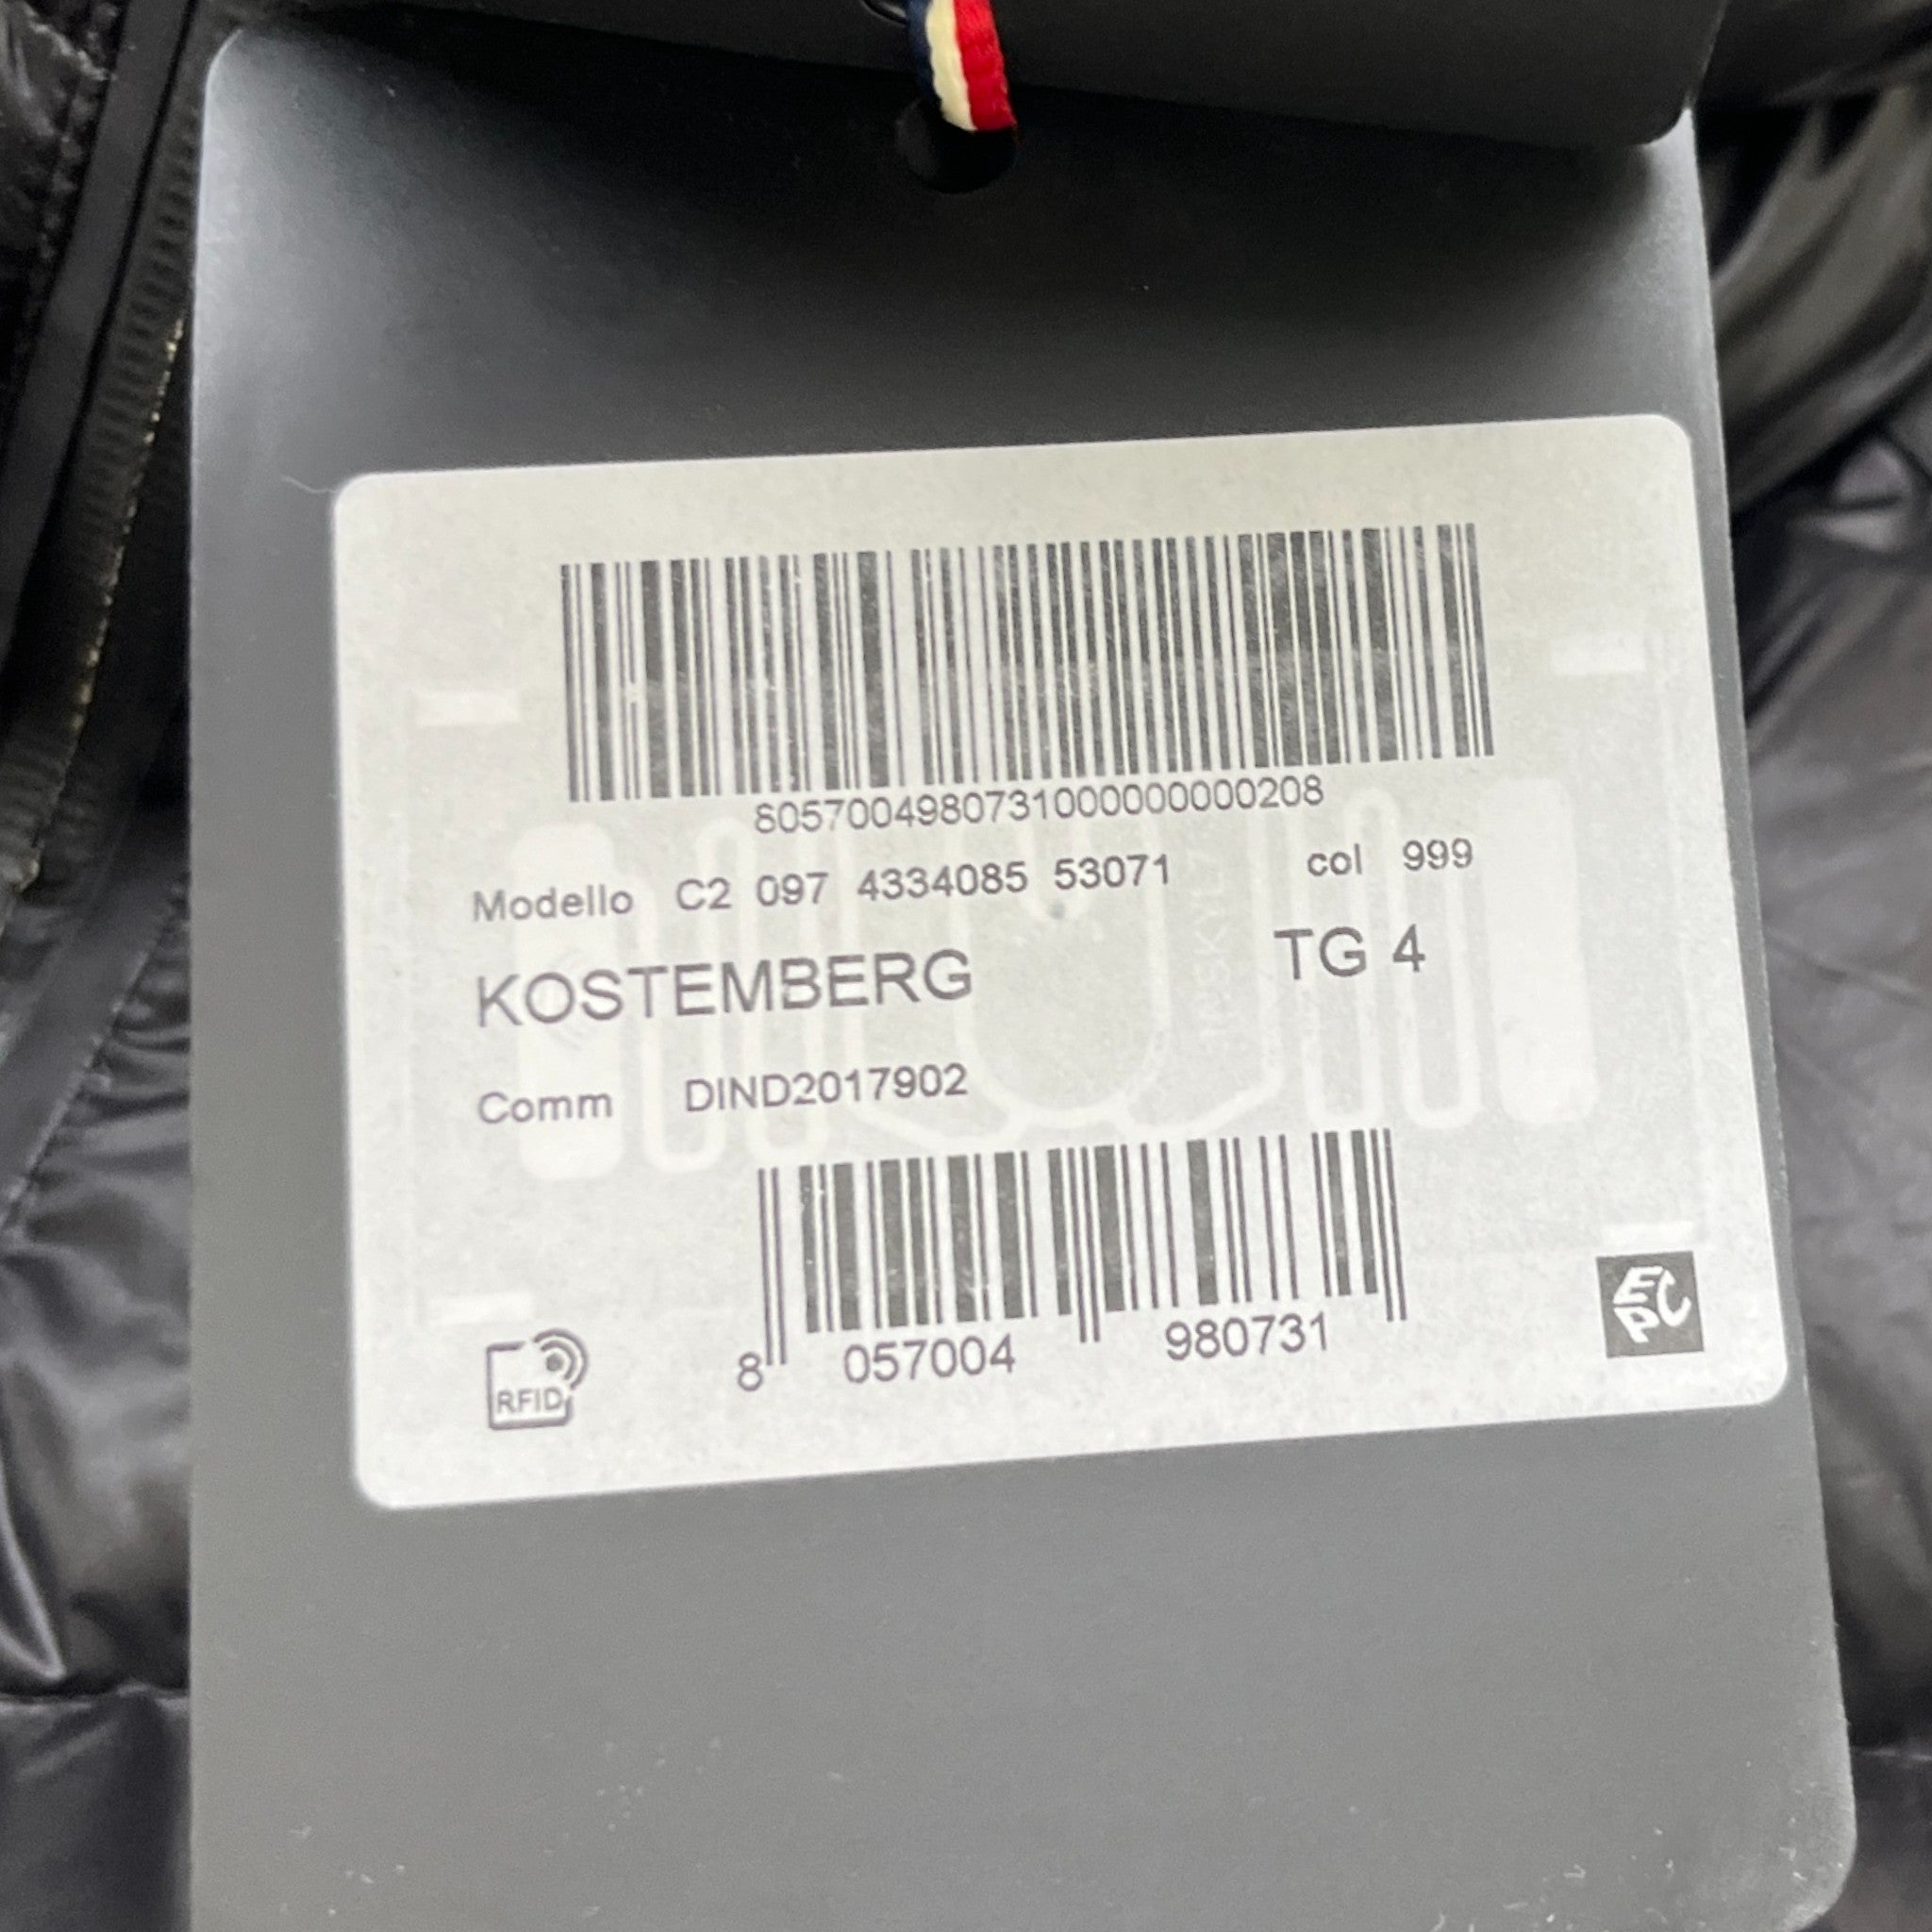 8057004980731000000000208
Modello C2 097 4334085 53071 col 999
KOSTEMBERG TG 4
Comm DIND2017902
8 057004 980731
RFID
EPC